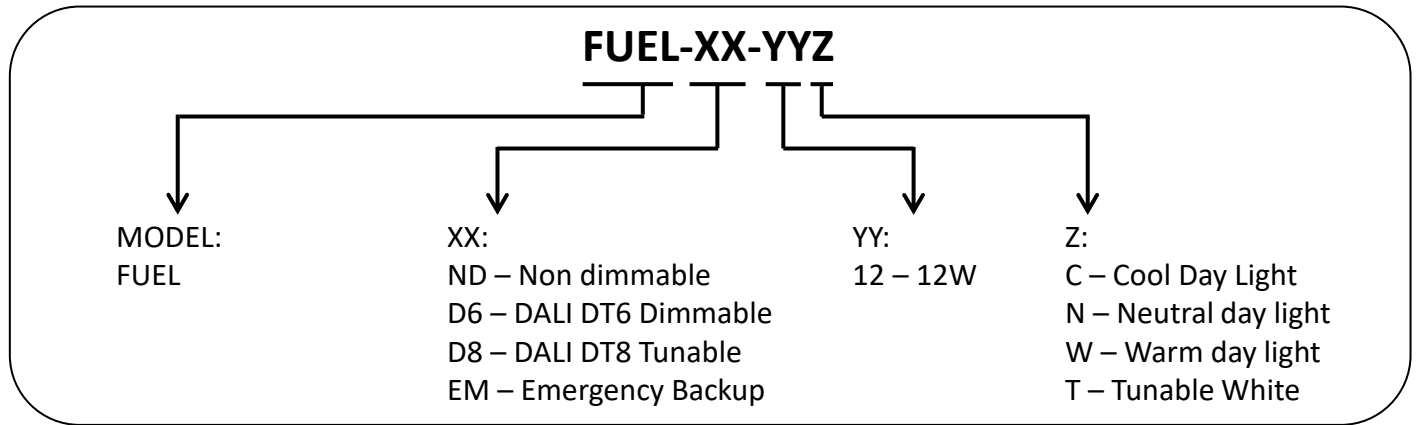 FUEL-XX-YYZ
MODEL:
FUEL
XX:
ND – Non dimmable
D6 – DALI DT6 Dimmable
D8 – DALI DT8 Tunable
EM – Emergency Backup
YY:
12 – 12W
Z:
C – Cool Day Light
N – Neutral day light
W – Warm day light
T – Tunable White